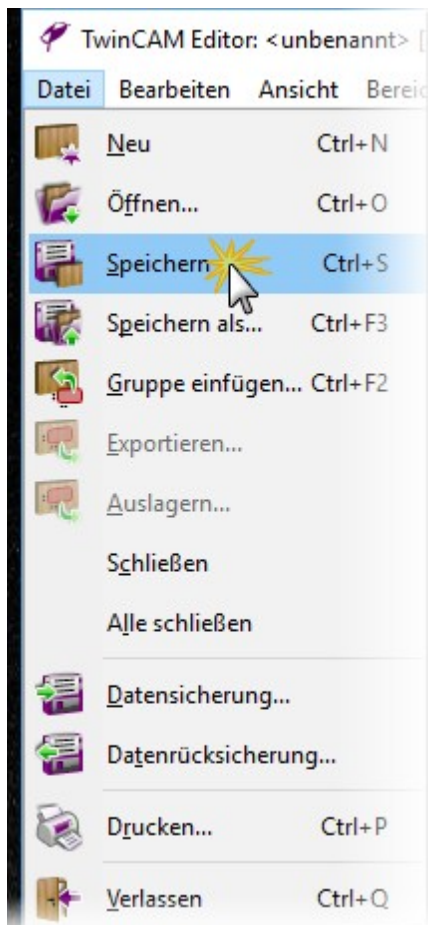 TwinCAM Editor: <unbenannt> [
Datei Bearbeiten Ansicht
Neu Ctrl+N
Öffnen... Ctrl+O
Speichern Ctrl+S
Speichern als... Ctrl+F3
Gruppe einfügen... Ctrl+F2
Exportieren...
Auslagern...
Schließen
Alle schließen
Datensicherung...
Datenrücksicherung...
Drucken... Ctrl+P
Verlassen Ctrl+Q